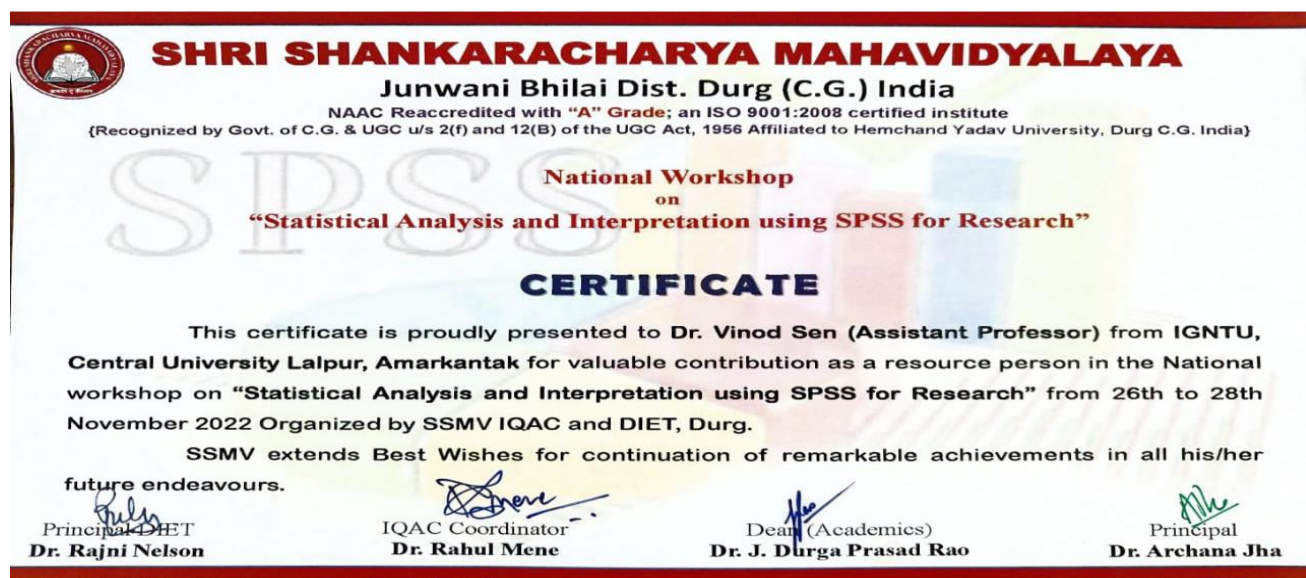 SHRI SHANKARACHARYA MAHAVIDYALAYA
Junwani Bhilai Dist. Durg (C.G.) India
NAAC Reaccredited with “A” Grade; an ISO 9001:2008 certified institute
{Recognized by Govt. of C.G. & UGC u/s 2(f) and 12(B) of the UGC Act, 1956 Affiliated to Hemchand Yadav University, Durg C.G. India}
SPSS
National Workshop
on
“Statistical Analysis and Interpretation using SPSS for Research”
CERTIFICATE
This certificate is proudly presented to Dr. Vinod Sen (Assistant Professor) from IGNTU,
Central University Lalpur, Amarkantak for valuable contribution as a resource person in the National
workshop on “Statistical Analysis and Interpretation using SPSS for Research” from 26th to 28th
November 2022 Organized by SSMV IQAC and DIET, Durg.
SSMV extends Best Wishes for continuation of remarkable achievements in all his/her
future endeavours.
Principal DIET
Dr. Rajni Nelson
IQAC Coordinator
Dr. Rahul Mene
Dean (Academics)
Dr. J. Durga Prasad Rao
Principal
Dr. Archana Jha